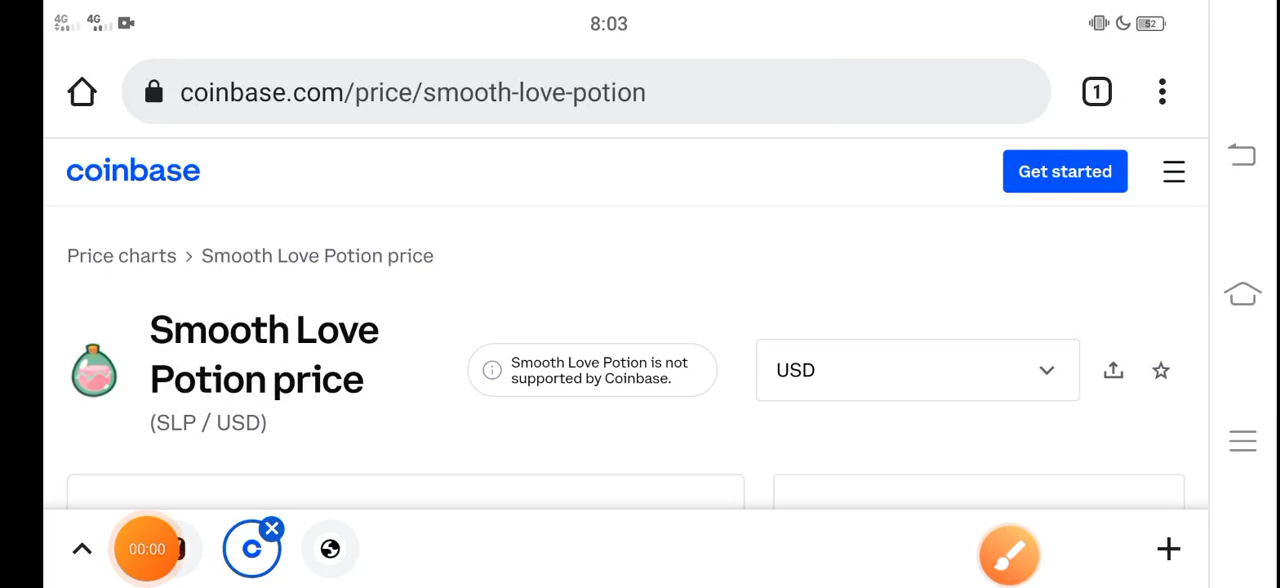 4G 4G 8:03 52
coinbase.com/price/smooth-love-potion 1
coinbase Get started
Price charts > Smooth Love Potion price
Smooth Love
Potion price
(SLP / USD)
Smooth Love Potion is not
supported by Coinbase.
USD
00:00